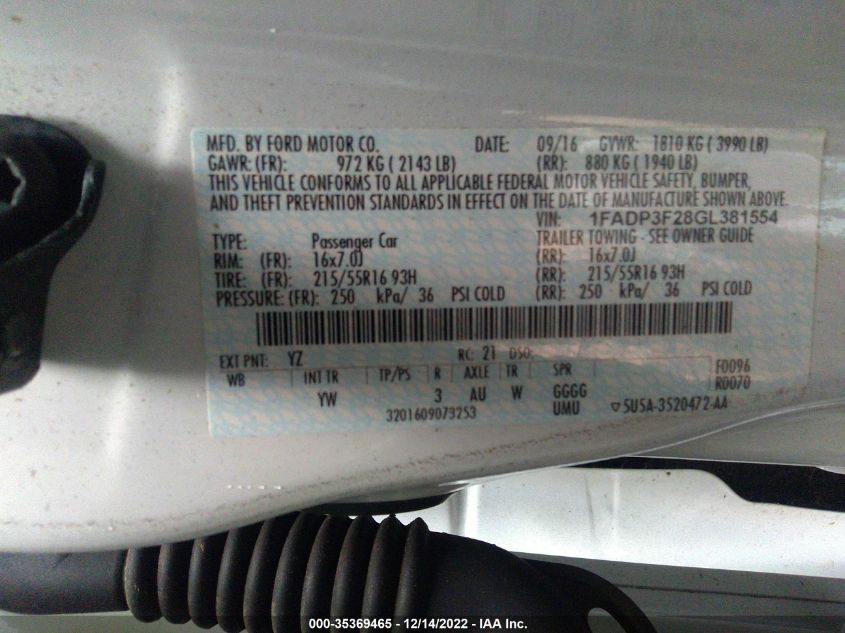 MFD. BY FORD MOTOR CO. DATE: 09/16 GVWR: 1810 KG ( 3990 LB)
GAWR: (FR): 972 KG ( 2143 LB) (RR): 880 KG ( 1940 LB)
THIS VEHICLE CONFORMS TO ALL APPLICABLE FEDERAL MOTOR VEHICLE SAFETY, BUMPER,
AND THEFT PREVENTION STANDARDS IN EFFECT ON THE DATE OF MANUFACTURE SHOWN ABOVE.
VIN: 1FADP3F28GL381554
TYPE: Passenger Car TRAILER TOWING - SEE OWNER GUIDE
RIM: (FR): 16x7.0J (RR): 16x7.0J
TIRE: (FR): 215/55R16 93H (RR): 215/55R16 93H
PRESSURE: (FR): 250 kPa/ 36 PSI COLD (RR): 250 kPa/ 36 PSI COLD
EXT PNT: YZ RC: 21 DSO:
WB INT TR TP/PS R AXLE TR SPR F0096
R0070
YW 3 AU W GGGG
UMU
3201609073253 ▽5U5A-3520472-AA
000-35369465 - 12/14/2022 - IAA Inc.